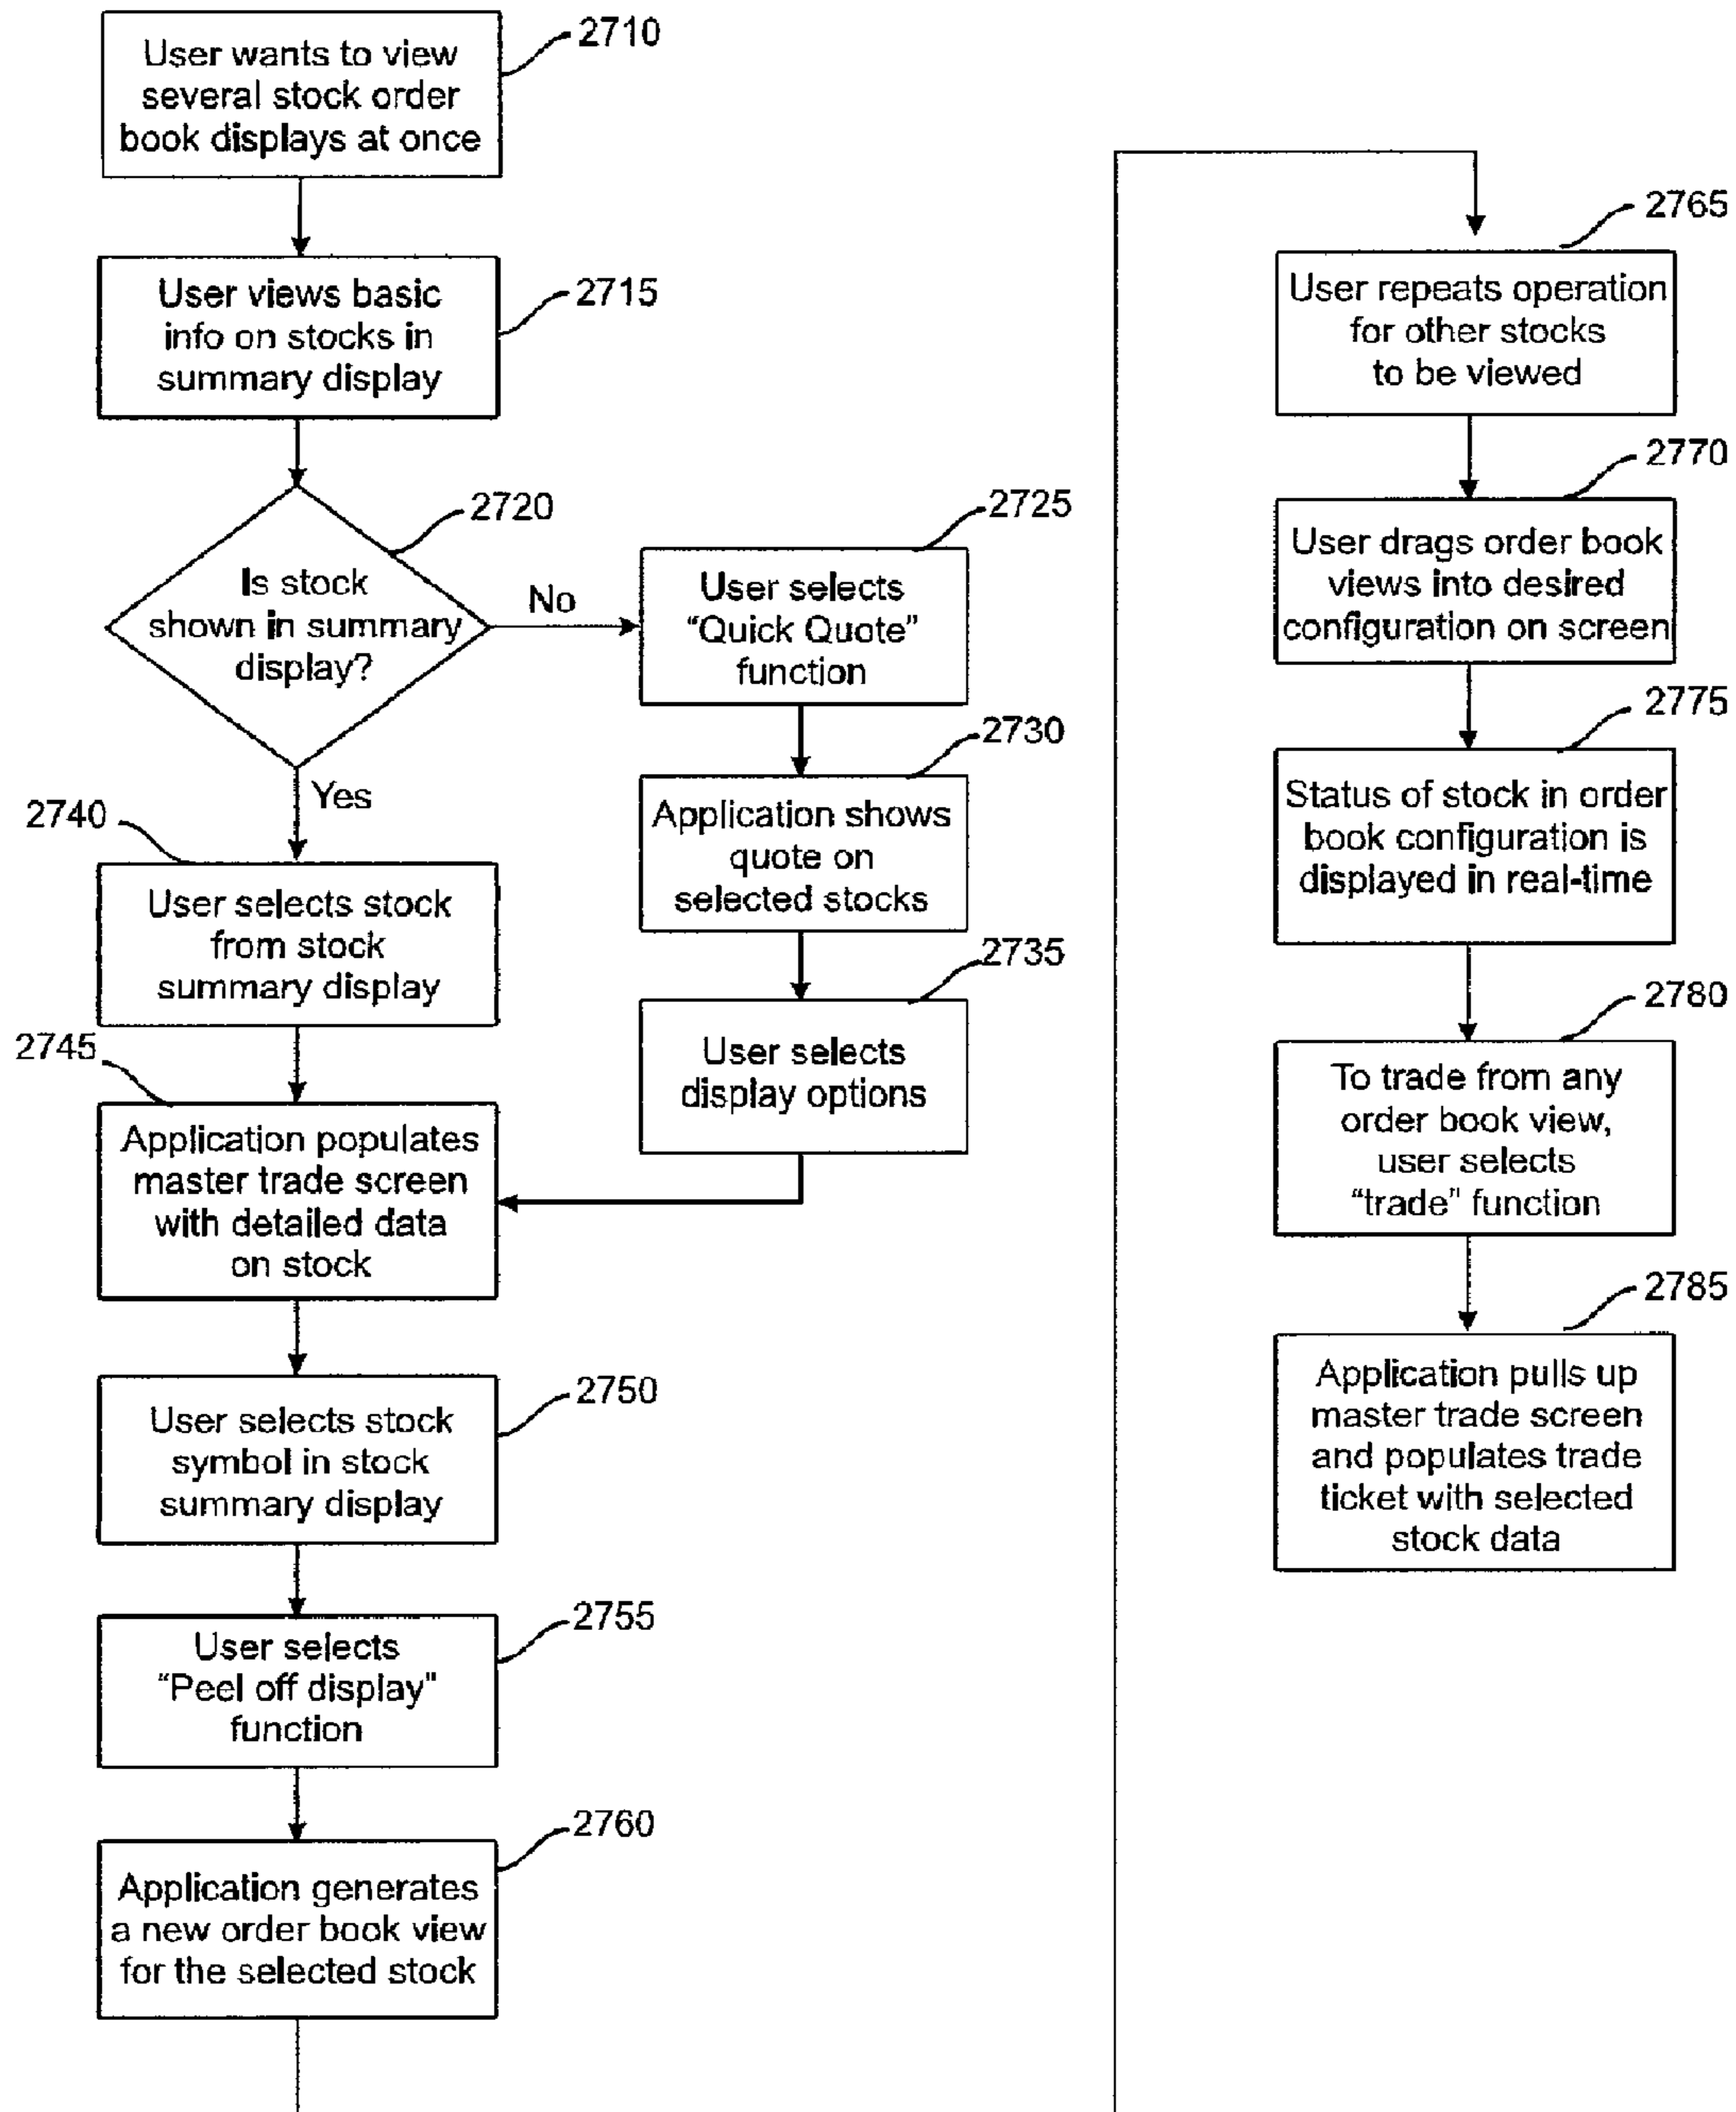 2710
User wants to view
several stock order
book displays at once
2715
User views basic
info on stocks in
summary display
2720
Is stock
shown in summary
display?
No
Yes
2725
User selects
“Quick Quote”
function
2730
Application shows
quote on
selected stocks
2735
User selects
display options
2740
User selects stock
from stock
summary display
2745
Application populates
master trade screen
with detailed data
on stock
2750
User selects stock
symbol in stock
summary display
2755
User selects
“Peel off display"
function
2760
Application generates
a new order book view
for the selected stock
2765
User repeats operation
for other stocks
to be viewed
2770
User drags order book
views into desired
configuration on screen
2775
Status of stock in order
book configuration is
displayed in real-time
2780
To trade from any
order book view,
user selects
“trade” function
2785
Application pulls up
master trade screen
and populates trade
ticket with selected
stock data